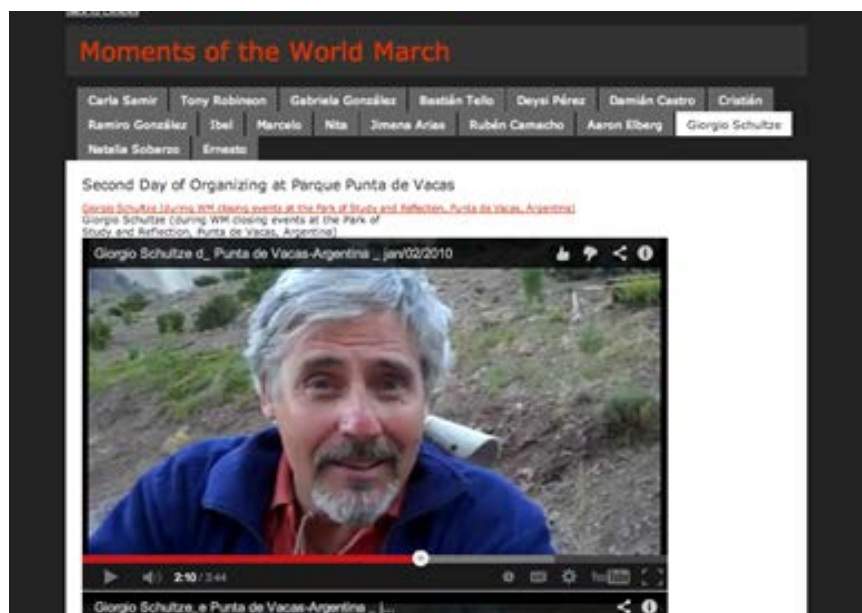 Moments of the World March
Carla Samir Tony Robinson Gabriela González Bastián Tello Deysi Pérez Damián Castro Cristián
Ramiro González Ibel Marcelo Nita Jimena Arias Rubén Camacho Aaron Elberg Giorgio Schultze
Natalia Soberzo Ernesto
Second Day of Organizing at Parque Punta de Vacas
Giorgio Schultze (during WM closing events at the Park of Study and Reflection, Punta de Vacas, Argentina)
Giorgio Schultze (during WM closing events at the Park of
Study and Reflection, Punta de Vacas, Argentina)
Giorgio Schultze d_ Punta de Vacas-Argentina _ jan/02/2010
2:10 / 3:44
YouTube
Giorgio Schultze_e Punta de Vacas-Argentina _ j...